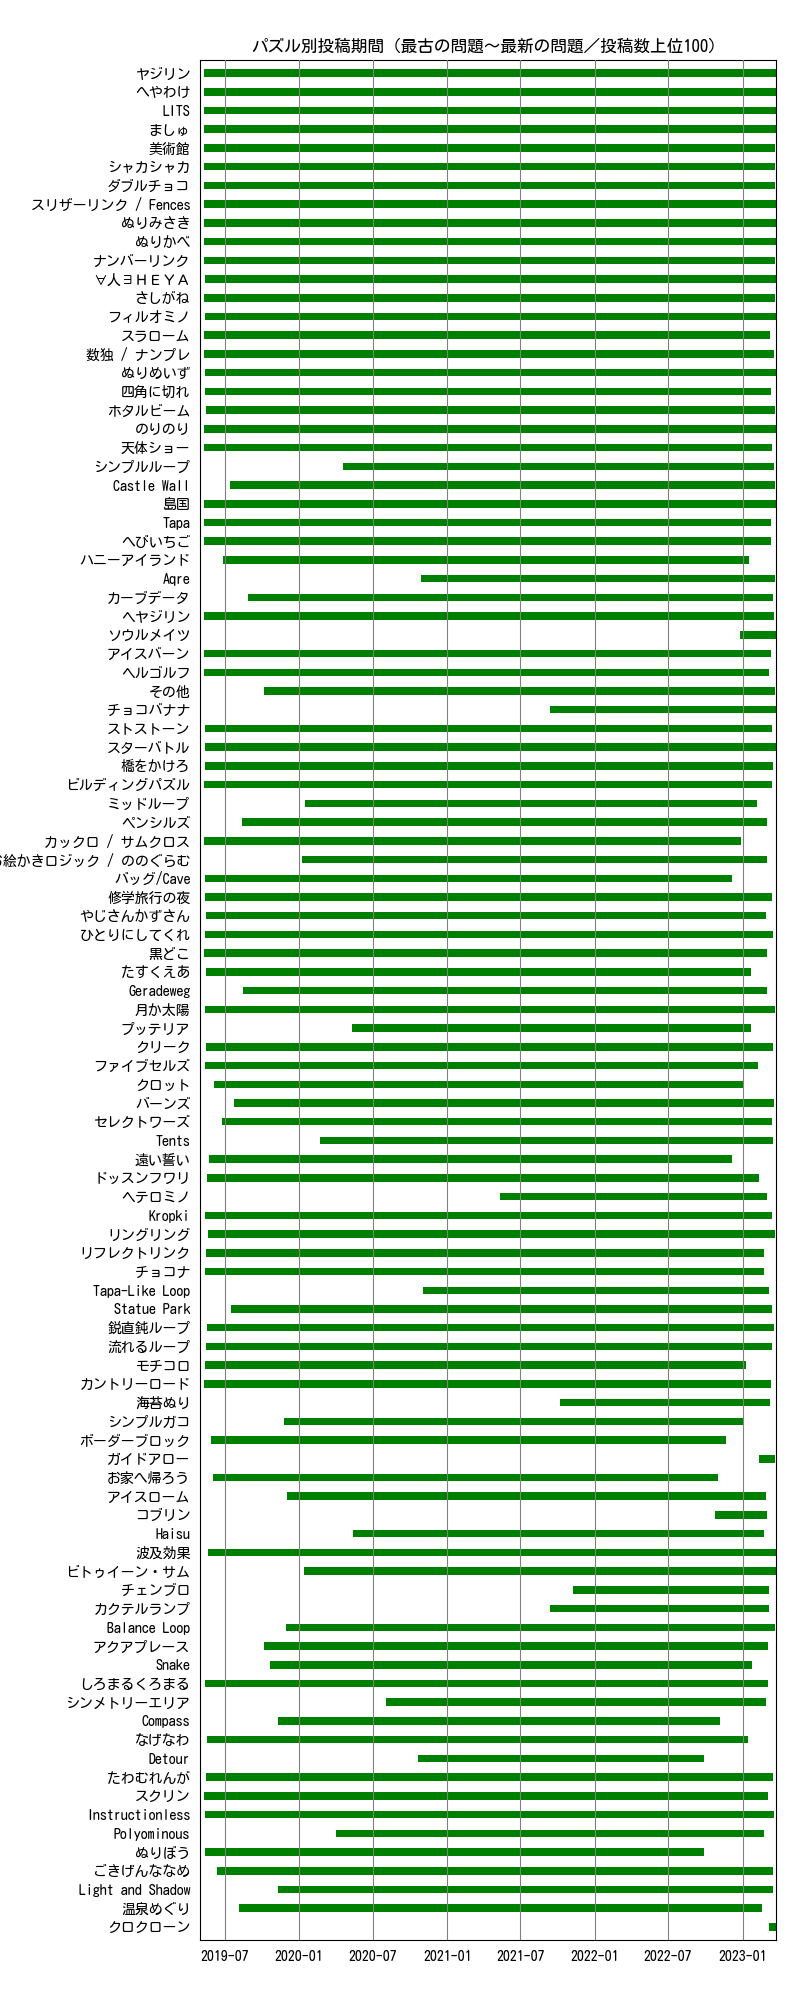 パズル別投稿期間（最古の問題～最新の問題／投稿数上位100）
ヤジリン
へやわけ
LITS
ましゅ
美術館
シャカシャカ
ダブルチョコ
スリザーリンク / Fences
ぬりみさき
ぬりかべ
ナンバーリンク
∀人∃ＨＥＹＡ
さしがね
フィルオミノ
スラローム
数独 / ナンプレ
ぬりめいず
四角に切れ
ホタルビーム
のりのり
天体ショー
シンプルループ
Castle Wall
島国
Tapa
へびいちご
ハニーアイランド
Aqre
カーブデータ
ヘヤジリン
ソウルメイツ
アイスバーン
ヘルゴルフ
その他
チョコバナナ
ストストーン
スターバトル
橋をかけろ
ビルディングパズル
ミッドループ
ペンシルズ
カックロ / サムクロス
絵かきロジック / ののぐらむ
バッグ/Cave
修学旅行の夜
やじさんかずさん
ひとりにしてくれ
黒どこ
たすくえあ
Geradeweg
月か太陽
ブッテリア
クリーク
ファイブセルズ
クロット
バーンズ
セレクトワーズ
Tents
遠い誓い
ドッスンフワリ
ヘテロミノ
Kropki
リングリング
リフレクトリンク
チョコナ
Tapa-Like Loop
Statue Park
鋭直鈍ループ
流れるループ
モチコロ
カントリーロード
海苔ぬり
シンプルガコ
ボーダーブロック
ガイドアロー
お家へ帰ろう
アイスローム
コブリン
Haisu
波及効果
ビトゥイーン・サム
チェンブロ
カクテルランプ
Balance Loop
アクアプレース
Snake
しろまるくろまる
シンメトリーエリア
Compass
なげなわ
Detour
たわむれんが
スクリン
Instructionless
Polyominous
ぬりぼう
ごきげんななめ
Light and Shadow
温泉めぐり
クロクローン
2019-07 2020-01 2020-07 2021-01 2021-07 2022-01 2022-07 2023-01